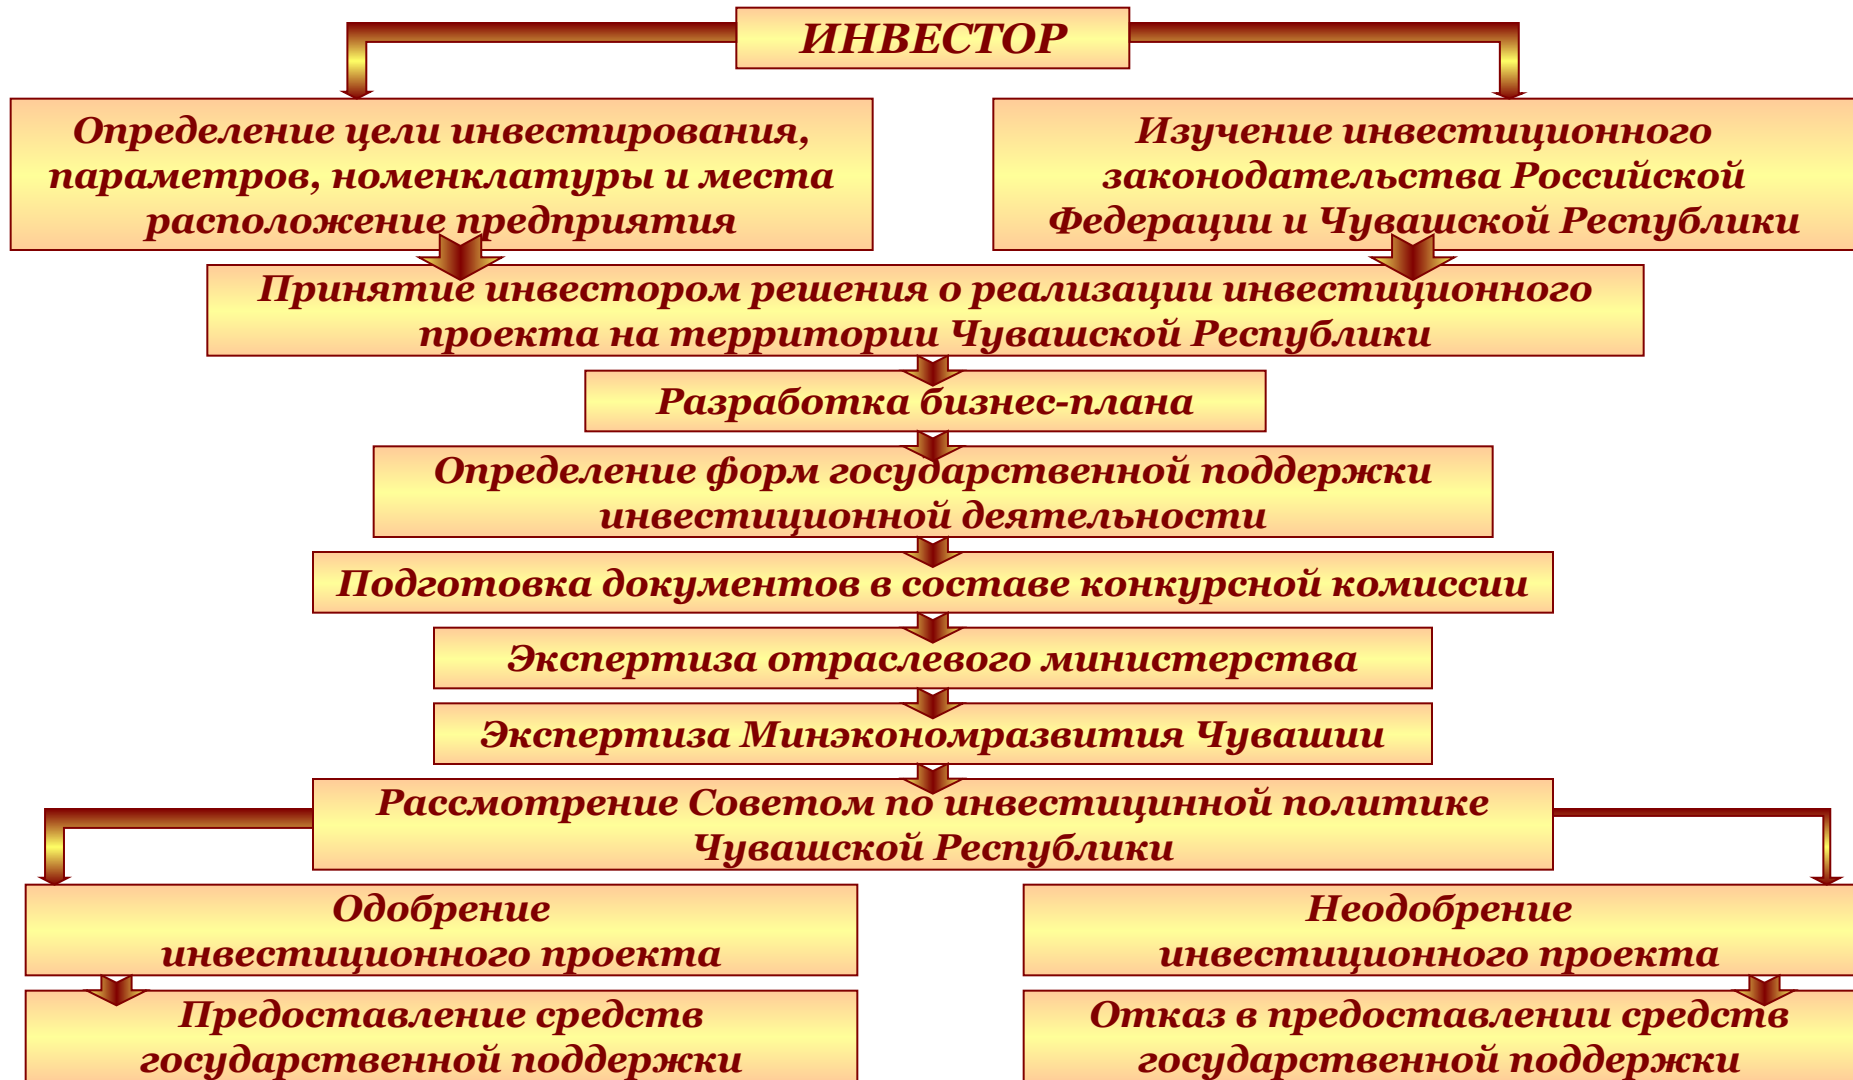 ИНВЕСТОР
Определение цели инвестирования,
параметров, номенклатуры и места
расположение предприятия
Изучение инвестиционного
законодательства Российской
Федерации и Чувашской Республики
Принятие инвестором решения о реализации инвестиционного
проекта на территории Чувашской Республики
Разработка бизнес-плана
Определение форм государственной поддержки
инвестиционной деятельности
Подготовка документов в составе конкурсной комиссии
Экспертиза отраслевого министерства
Экспертиза Минэкономразвития Чувашии
Рассмотрение Советом по инвестицинной политике
Чувашской Республики
Одобрение
инвестиционного проекта
Неодобрение
инвестиционного проекта
Предоставление средств
государственной поддержки
Отказ в предоставлении средств
государственной поддержки